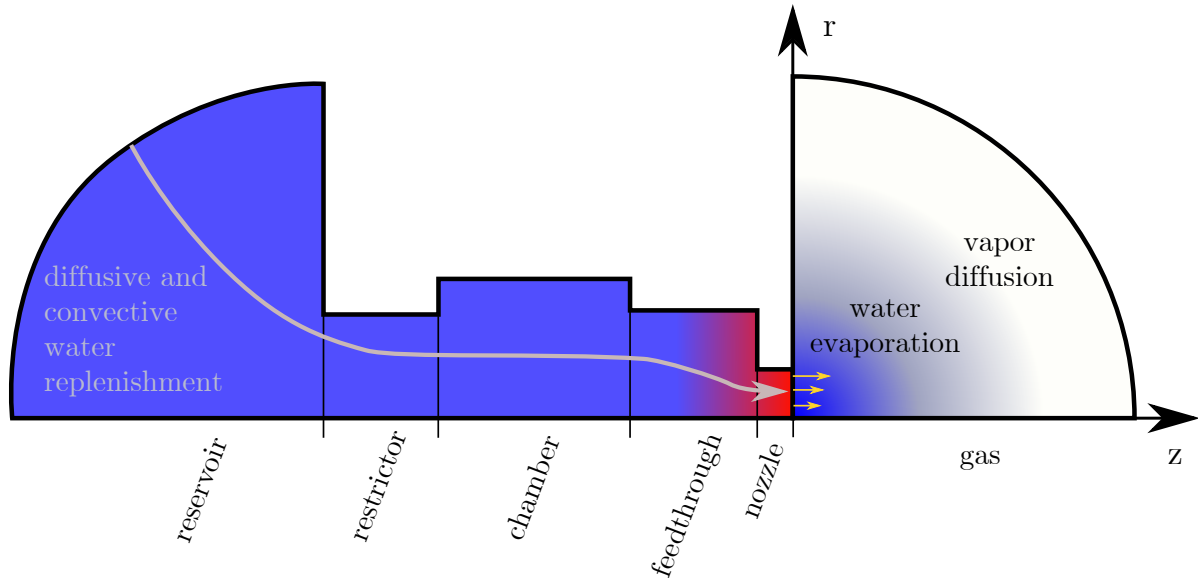 r
diffusive and
convective
water
replenishment
vapor
diffusion
water
evaporation
reservoir
restrictor
chamber
feedthrough
nozzle
gas
z